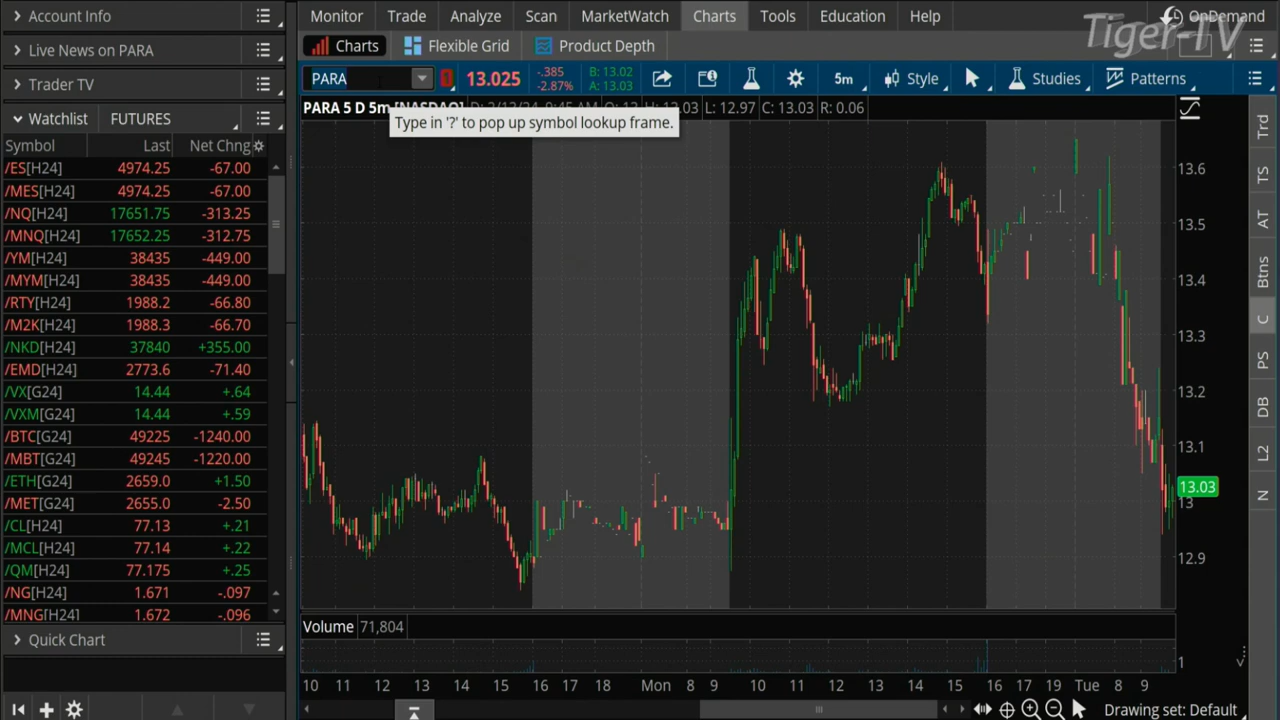 Account Info
Live News on PARA
Trader TV
Watchlist FUTURES
Symbol Last Net Chng
/ES[H24] 4974.25 -67.00
/MES[H24] 4974.25 -67.00
/NQ[H24] 17651.75 -313.25
/MNQ[H24] 17652.25 -312.75
/YM[H24] 38435 -449.00
/MYM[H24] 38435 -449.00
/RTY[H24] 1988.2 -66.80
/M2K[H24] 1988.3 -66.70
/NKD[H24] 37840 +355.00
/EMD[H24] 2773.6 -71.40
/VX[G24] 14.44 +.64
/VXM[G24] 14.44 +.59
/BTC[G24] 49225 -1240.00
/MBT[G24] 49245 -1220.00
/ETH[G24] 2659.0 +1.50
/MET[G24] 2655.0 -2.50
/CL[H24] 77.13 +.21
/MCL[H24] 77.14 +.22
/QM[H24] 77.175 +.25
/NG[H24] 1.671 -.097
/MNG[H24] 1.672 -.096
Quick Chart
Monitor Trade Analyze Scan MarketWatch Charts Tools Education Help
OnDemand
Tiger-TV
Charts Flexible Grid Product Depth
PARA 13.025 -.385 -2.87% B: 13.02 A: 13.03 5m Style Studies Patterns
PARA 5 D 5m [NASDAQ] 13.03 L: 12.97 C: 13.03 R: 0.06
Type in '?' to pop up symbol lookup frame.
13.6
13.5
13.4
13.3
13.2
13.1
13.03
13
12.9
Volume 71,804
1
10 11 12 13 14 15 16 17 18 Mon 8 9 10 11 12 13 14 15 16 17 19 Tue 8 9
Drawing set: Default
Trd
TS
AT
Btns
C
PS
DB
L2
N